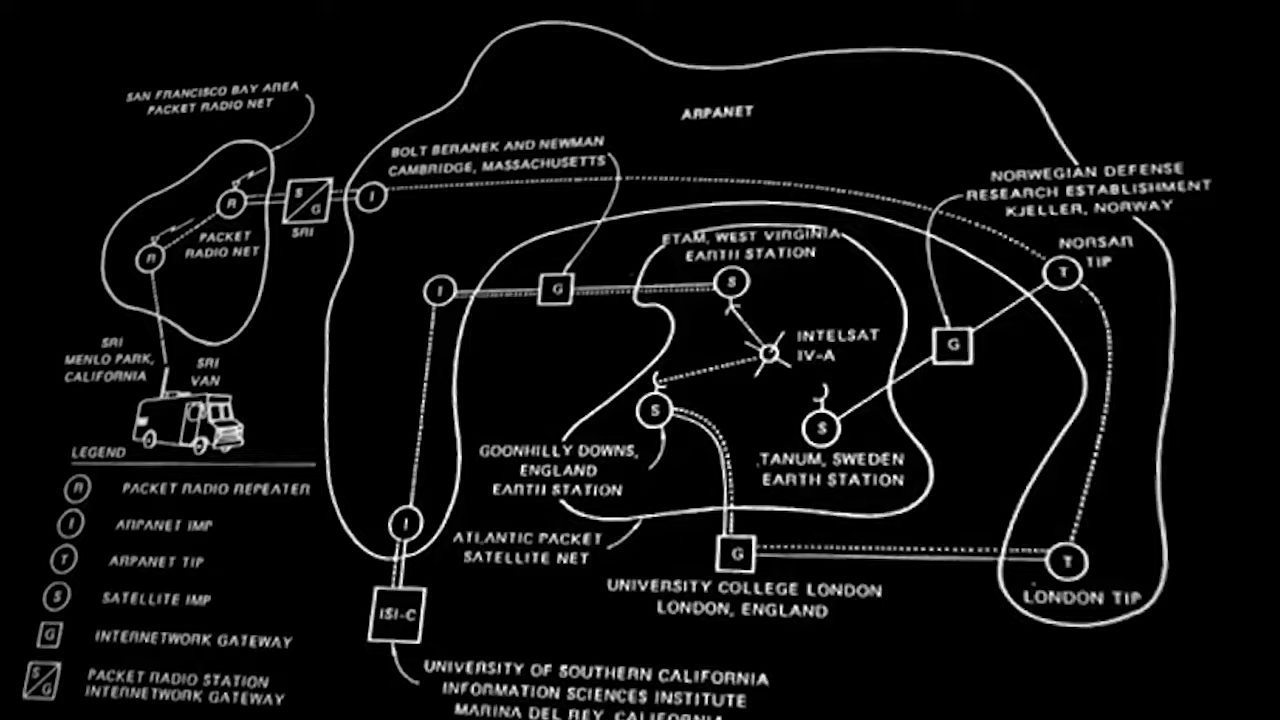 SAN FRANCISCO BAY AREA
PACKET RADIO NET
ARPANET
BOLT BERANEK AND NEWMAN
CAMBRIDGE, MASSACHUSETTS
NORWEGIAN DEFENSE
RESEARCH ESTABLISHMENT
KJELLER, NORWAY
R
S
G
I
SRI
PACKET
RADIO NET
R
ETAM, WEST VIRGINIA
EARTH STATION
NORSAR
TIP
T
I
G
S
INTELSAT
IV-A
G
SRI
MENLO PARK,
CALIFORNIA
SRI
VAN
S
S
GOONHILLY DOWNS,
ENGLAND
EARTH STATION
TANUM, SWEDEN
EARTH STATION
I
ATLANTIC PACKET
SATELLITE NET
G
T
UNIVERSITY COLLEGE LONDON
LONDON, ENGLAND
LONDON TIP
ISI-C
UNIVERSITY OF SOUTHERN CALIFORNIA
INFORMATION SCIENCES INSTITUTE
MARINA DEL REY, CALIFORNIA
LEGEND
R PACKET RADIO REPEATER
I ARPANET IMP
T ARPANET TIP
S SATELLITE IMP
G INTERNETWORK GATEWAY
S PACKET RADIO STATION
G INTERNETWORK GATEWAY